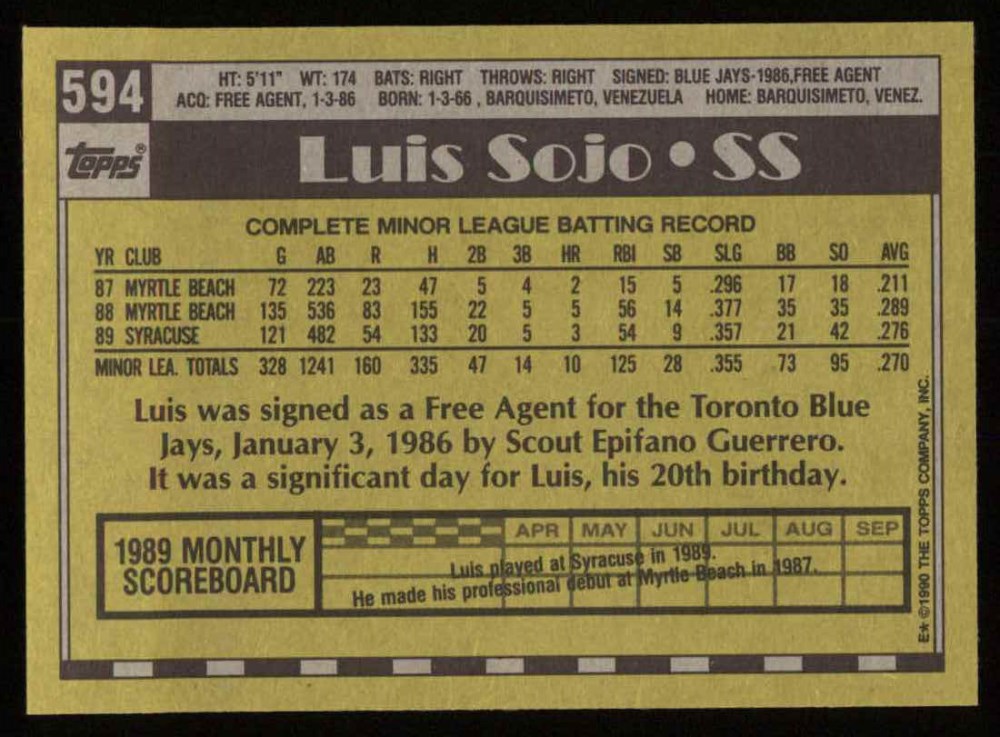 594
HT: 5'11" WT: 174 BATS: RIGHT THROWS: RIGHT SIGNED: BLUE JAYS-1986,FREE AGENT
ACQ: FREE AGENT, 1-3-86 BORN: 1-3-66 , BARQUISIMETO, VENEZUELA HOME: BARQUISIMETO, VENEZ.
TOPPS®
Luis Sojo • SS
COMPLETE MINOR LEAGUE BATTING RECORD
YR CLUB G AB R H 2B 3B HR RBI SB SLG BB SO AVG
87 MYRTLE BEACH 72 223 23 47 5 4 2 15 5 .296 17 18 .211
88 MYRTLE BEACH 135 536 83 155 22 5 5 56 14 .377 35 35 .289
89 SYRACUSE 121 482 54 133 20 5 3 54 9 .357 21 42 .276
MINOR LEA. TOTALS 328 1241 160 335 47 14 10 125 28 .355 73 95 .270
Luis was signed as a Free Agent for the Toronto Blue
Jays, January 3, 1986 by Scout Epifano Guerrero.
It was a significant day for Luis, his 20th birthday.
1989 MONTHLY
SCOREBOARD
APR MAY JUN JUL AUG SEP
Luis played at Syracuse in 1989.
He made his professional debut at Myrtle Beach in 1987.
E* ©1990 THE TOPPS COMPANY, INC.